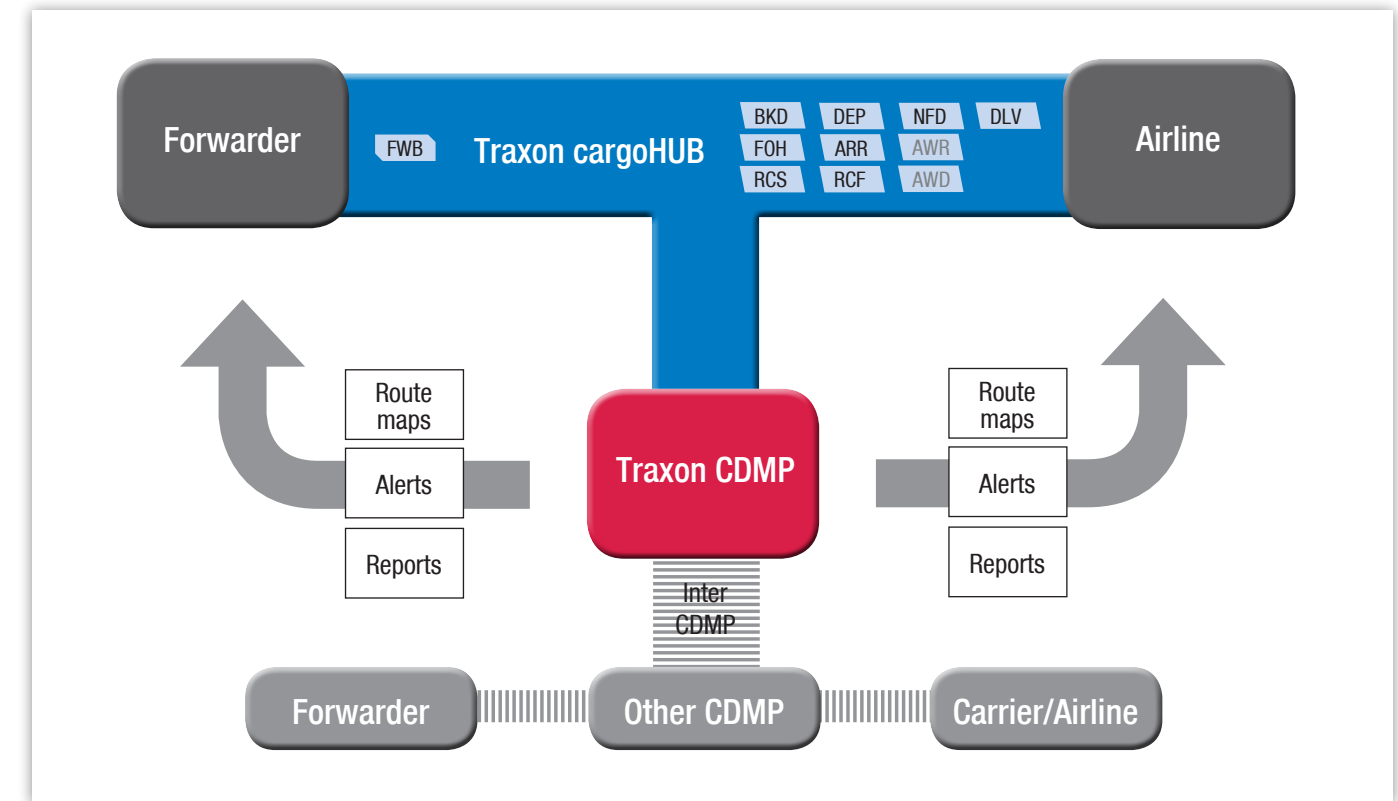 Forwarder
FWB
Traxon cargoHUB
BKD DEP NFD DLV
FOH ARR AWR
RCS RCF AWD
Airline
Route
maps
Alerts
Reports
Traxon CDMP
Route
maps
Alerts
Reports
Inter
CDMP
Forwarder
Other CDMP
Carrier/Airline